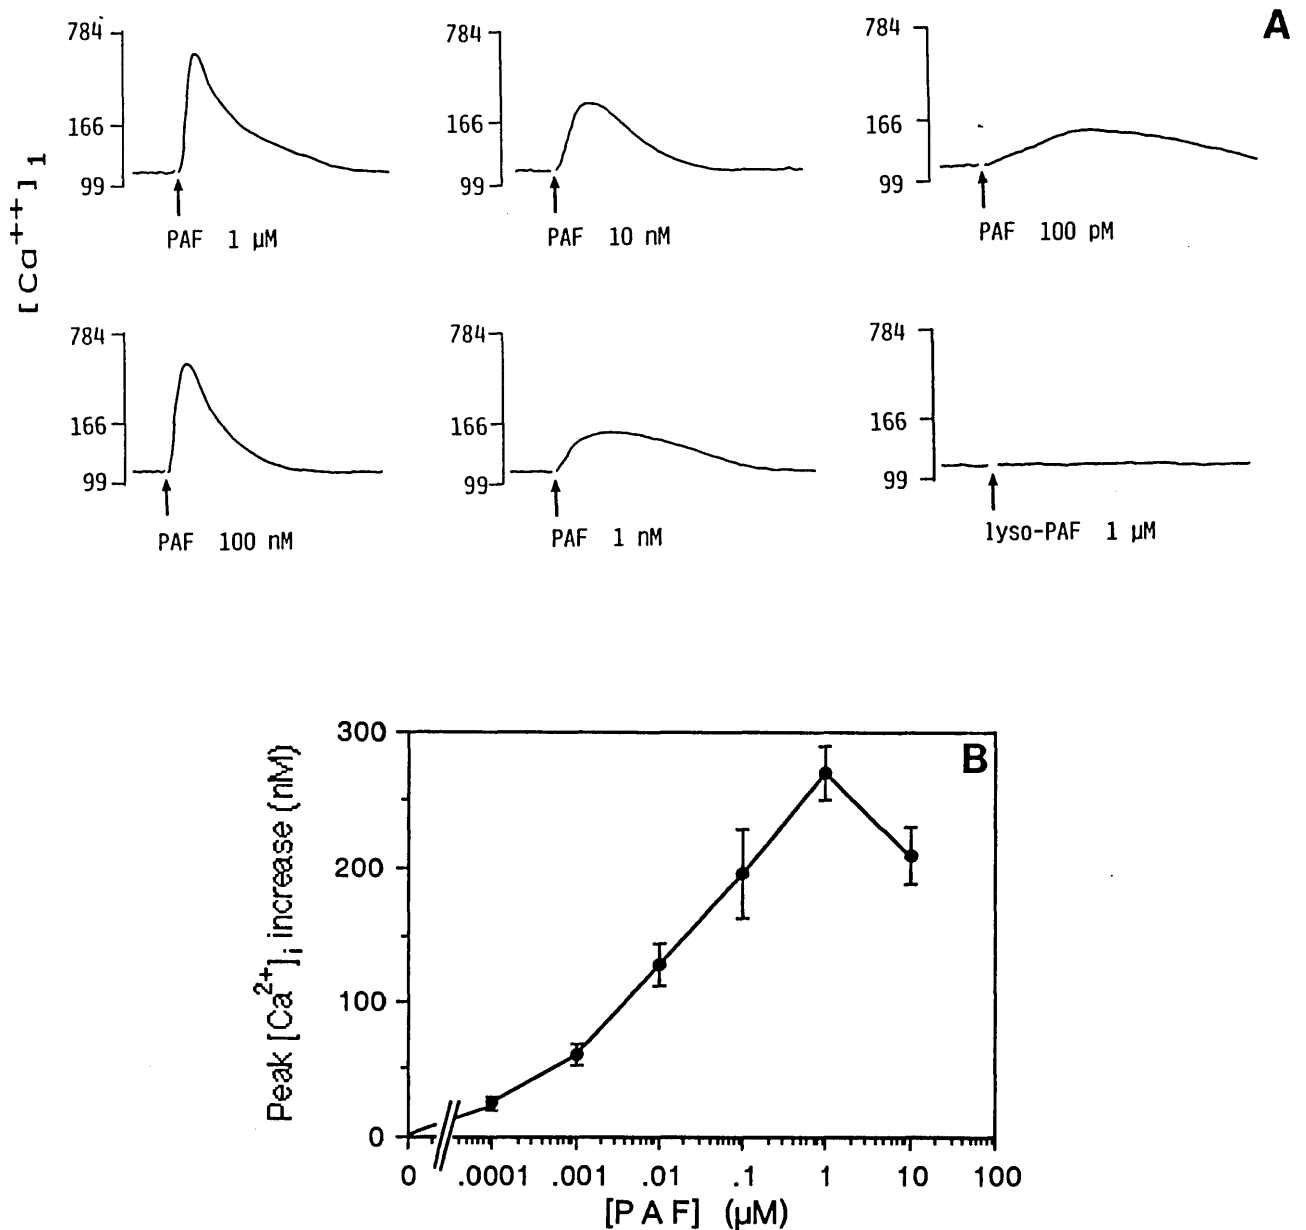 A
[Ca++]1
784
166
99
PAF 1 µM
784
166
99
PAF 10 nM
784
166
99
PAF 100 pM
784
166
99
PAF 100 nM
784
166
99
PAF 1 nM
784
166
99
lyso-PAF 1 µM
B
Peak [Ca2+]i increase (nM)
300
200
100
0
0 .0001 .001 .01 .1 1 10 100
[PAF] (µM)